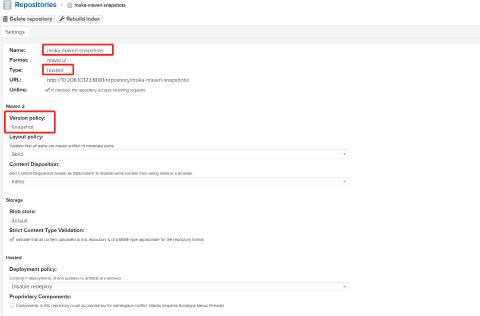 Repositories / moka-maven-snapshots
Delete repository Rebuild Index
Settings
Name: moka-maven-snapshots
Format: maven2
Type: hosted
URL: http://10.206.10.123:8081/repository/moka-maven-snapshots/
Online: If checked, the repository accepts incoming requests
Maven 2
Version policy:
Snapshot
Layout policy:
Validate that all paths are maven artifact or metadata paths
Strict
Content Disposition:
Add Content-Disposition header as 'Attachment' to disable some content from being inline in a browser.
Inline
Storage
Blob store:
default
Strict Content Type Validation:
Validate that all content uploaded to this repository is of a MIME type appropriate for the repository format
Hosted
Deployment policy:
Controls if deployments of and updates to artifacts are allowed
Disable redeploy
Proprietary Components:
Components in this repository count as proprietary for namespace conflict attacks (requires Sonatype Nexus Firewall)